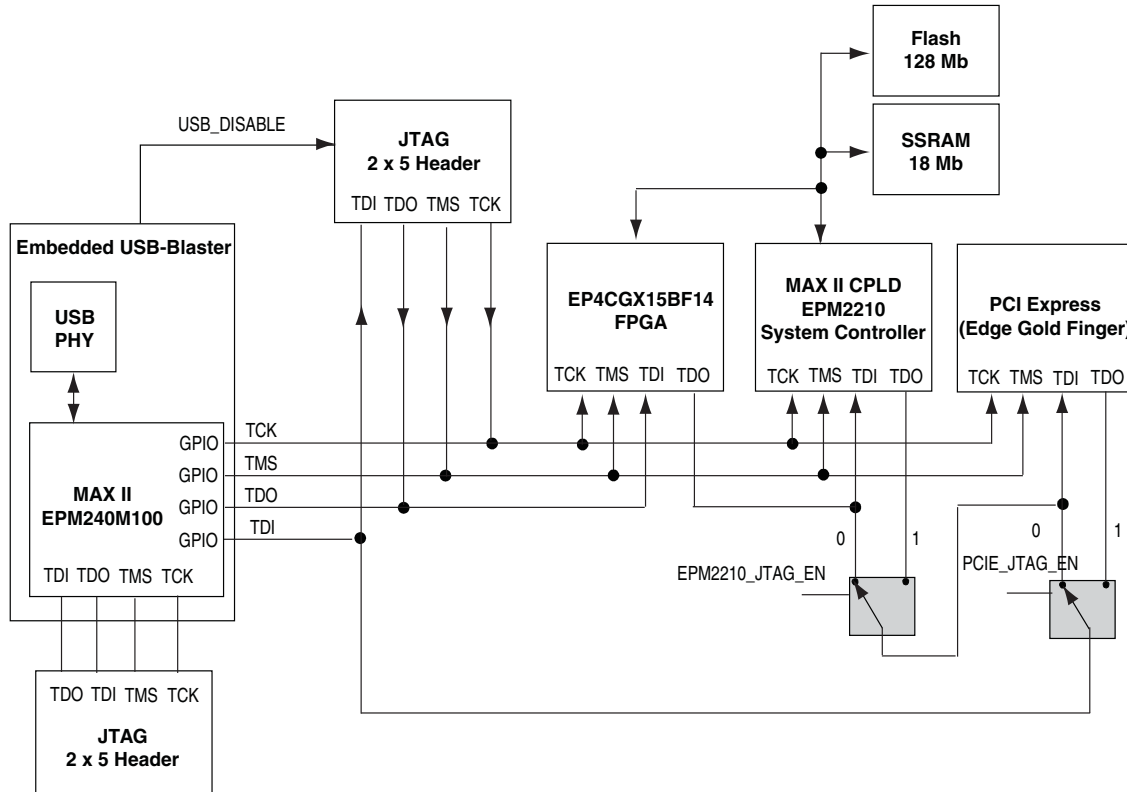 Flash
128 Mb
SSRAM
18 Mb
USB_DISABLE
JTAG
2 x 5 Header
TDI TDO TMS TCK
Embedded USB-Blaster
USB
PHY
MAX II
EPM240M100
GPIO
GPIO
GPIO
GPIO
TDI TDO TMS TCK
TCK
TMS
TDO
TDI
TDO TDI TMS TCK
JTAG
2 x 5 Header
EP4CGX15BF14
FPGA
TCK TMS TDI TDO
MAX II CPLD
EPM2210
System Controller
TCK TMS TDI TDO
PCI Express
(Edge Gold Finger)
TCK TMS TDI TDO
0 1
EPM2210_JTAG_EN
0 1
PCIE_JTAG_EN